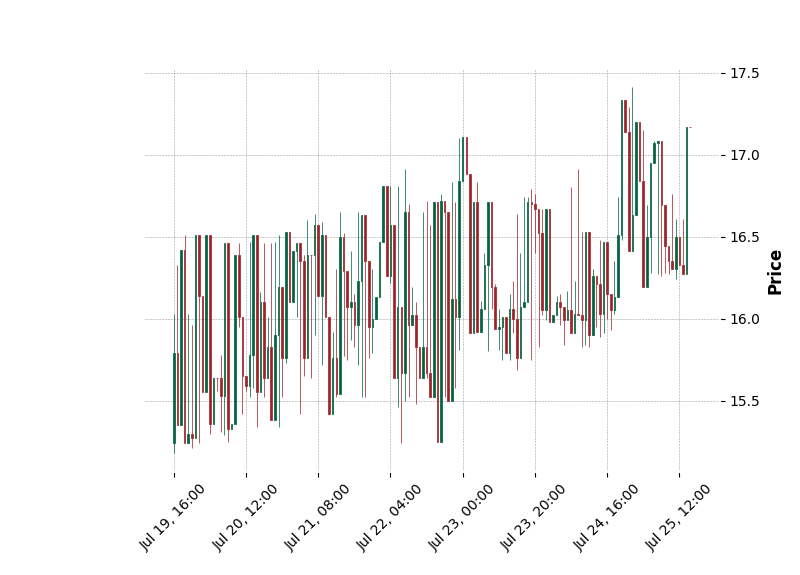 17.5
17.0
16.5
16.0
15.5
Price
Jul 19, 16:00
Jul 20, 12:00
Jul 21, 08:00
Jul 22, 04:00
Jul 23, 00:00
Jul 23, 20:00
Jul 24, 16:00
Jul 25, 12:00